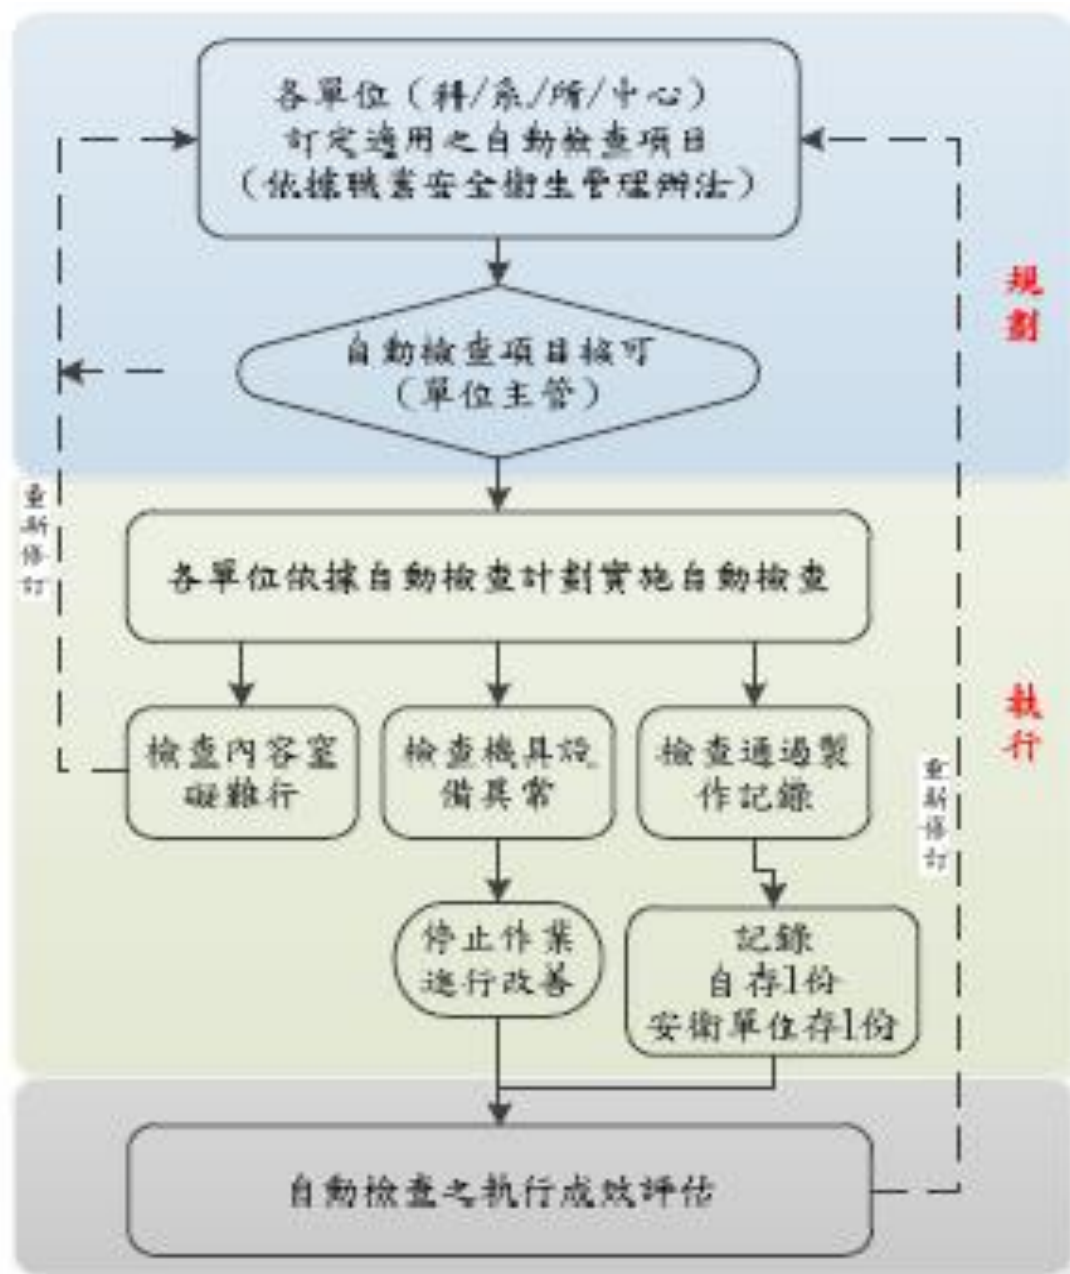 各單位（科/系/所/中心）
訂定適用之自動檢查項目
（依據職業安全衛生管理辦法）
規劃
自動檢查項目核可
（單位主管）
重新修訂
各單位依據自動檢查計劃實施自動檢查
執行
檢查內容窒
礙難行
檢查機具設
備異常
檢查通過製
作記錄
重新修訂
停止作業
進行改善
記錄
自存1份
安衛單位存1份
自動檢查之執行成效評估